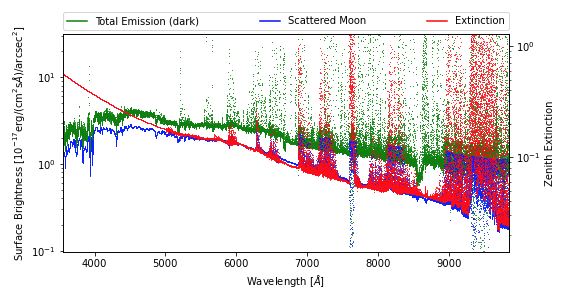 Total Emission (dark) Scattered Moon Extinction
Surface Brightness [10⁻¹⁷erg/(cm²sÅ)/arcsec²]
10¹
10⁰
10⁻¹
10⁰
10⁻¹
Zenith Extinction
4000 5000 6000 7000 8000 9000
Wavelength [Å]